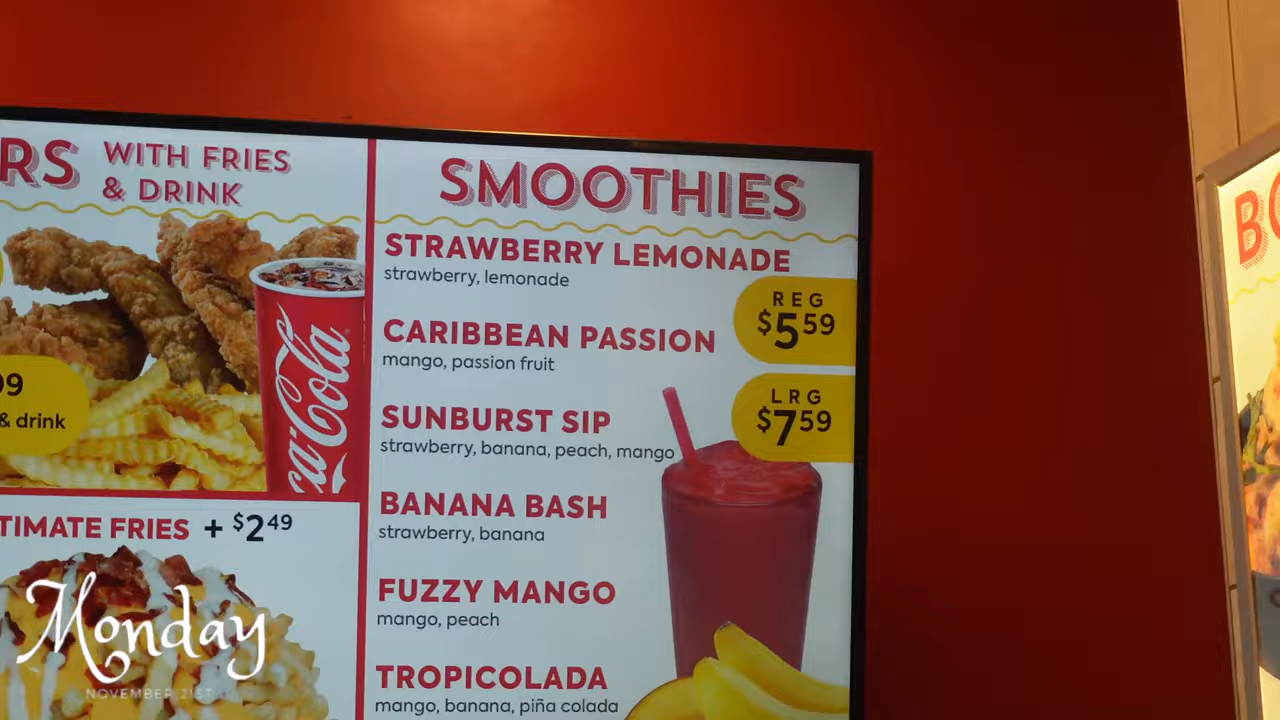 RS WITH FRIES
& DRINK
99
& drink
Coca-Cola
TIMATE FRIES + $2.49
SMOOTHIES
STRAWBERRY LEMONADE
strawberry, lemonade
REG
$5.59
CARIBBEAN PASSION
mango, passion fruit
LRG
$7.59
SUNBURST SIP
strawberry, banana, peach, mango
BANANA BASH
strawberry, banana
FUZZY MANGO
mango, peach
TROPICOLADA
mango, banana, piña colada
Monday
NOVEMBER 21ST